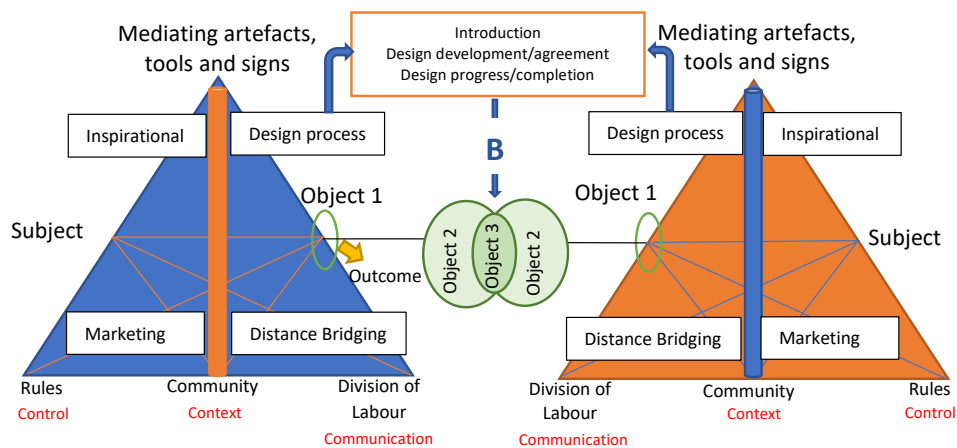 Mediating artefacts,
tools and signs
Introduction
Design development/agreement
Design progress/completion
Mediating artefacts,
tools and signs
Inspirational
Design process
B
Design process
Inspirational
Object 1
Object 1
Subject
Object 2
Object 3
Object 2
Subject
Outcome
Marketing
Distance Bridging
Distance Bridging
Marketing
Rules
Control
Community
Context
Division of
Labour
Communication
Division of
Labour
Communication
Community
Context
Rules
Control